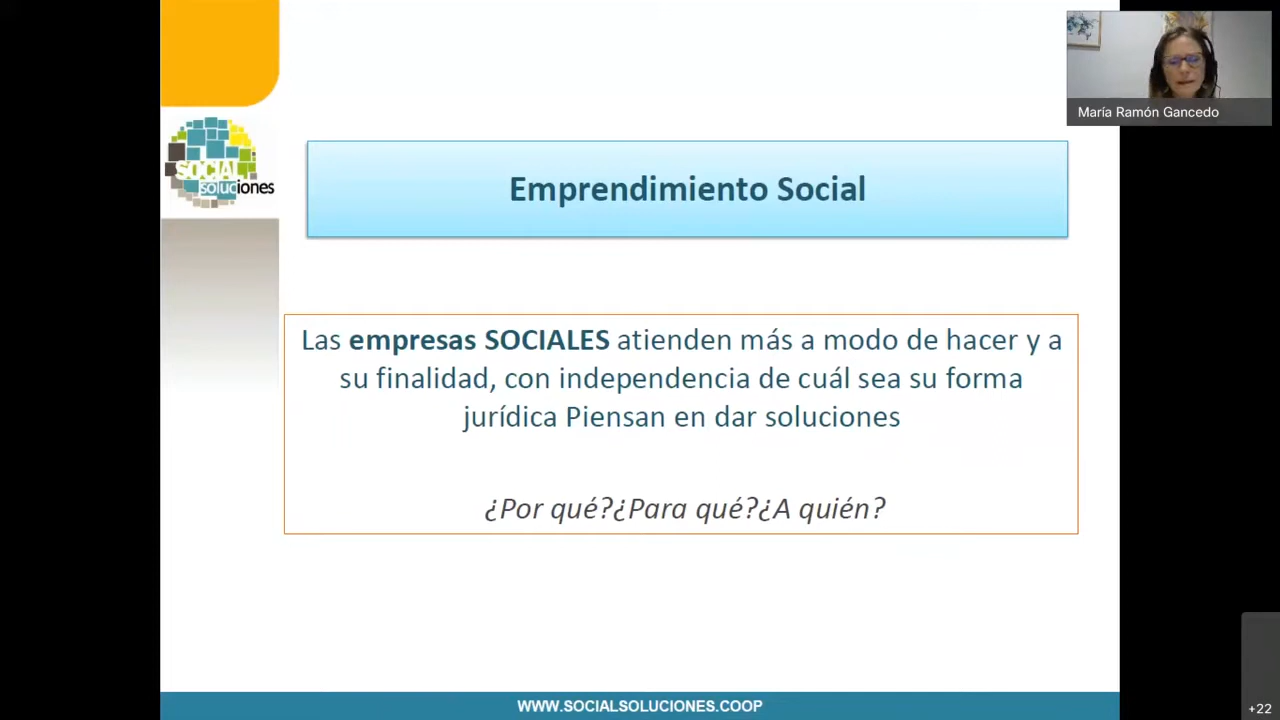 María Ramón Gancedo
SOCIAL
soluciones
Emprendimiento Social
Las empresas SOCIALES atienden más a modo de hacer y a
su finalidad, con independencia de cuál sea su forma
jurídica Piensan en dar soluciones
¿Por qué?¿Para qué?¿A quién?
WWW.SOCIALSOLUCIONES.COOP
+22